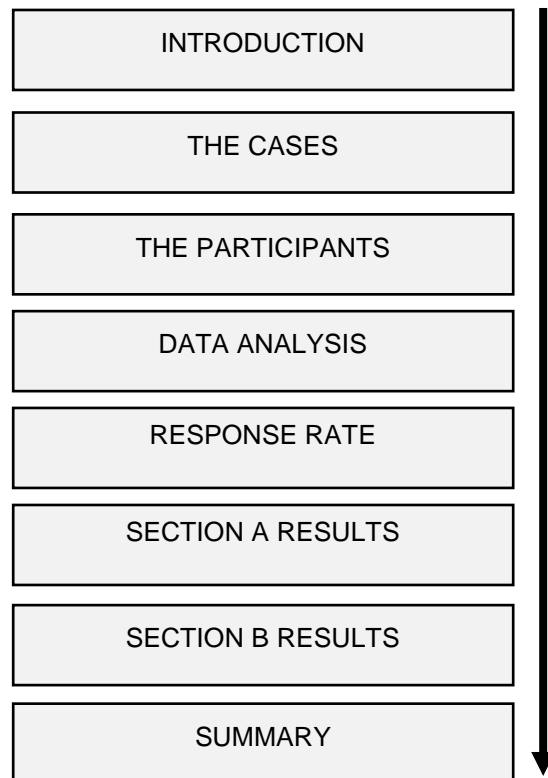 INTRODUCTION
THE CASES
THE PARTICIPANTS
DATA ANALYSIS
RESPONSE RATE
SECTION A RESULTS
SECTION B RESULTS
SUMMARY